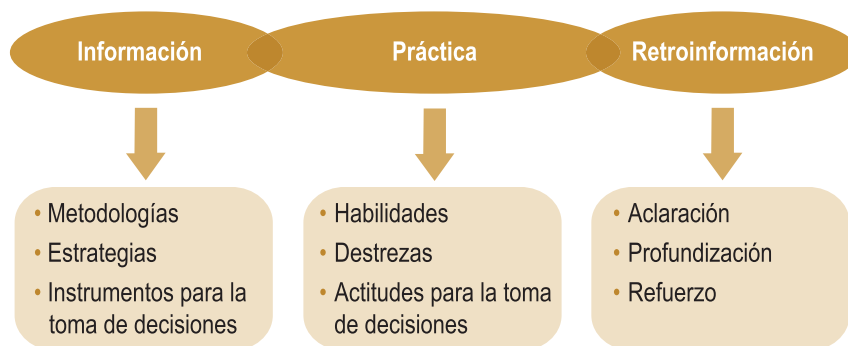 Información
Práctica
Retroinformación
• Metodologías
• Estrategias
• Instrumentos para la
toma de decisiones
• Habilidades
• Destrezas
• Actitudes para la toma
de decisiones
• Aclaración
• Profundización
• Refuerzo